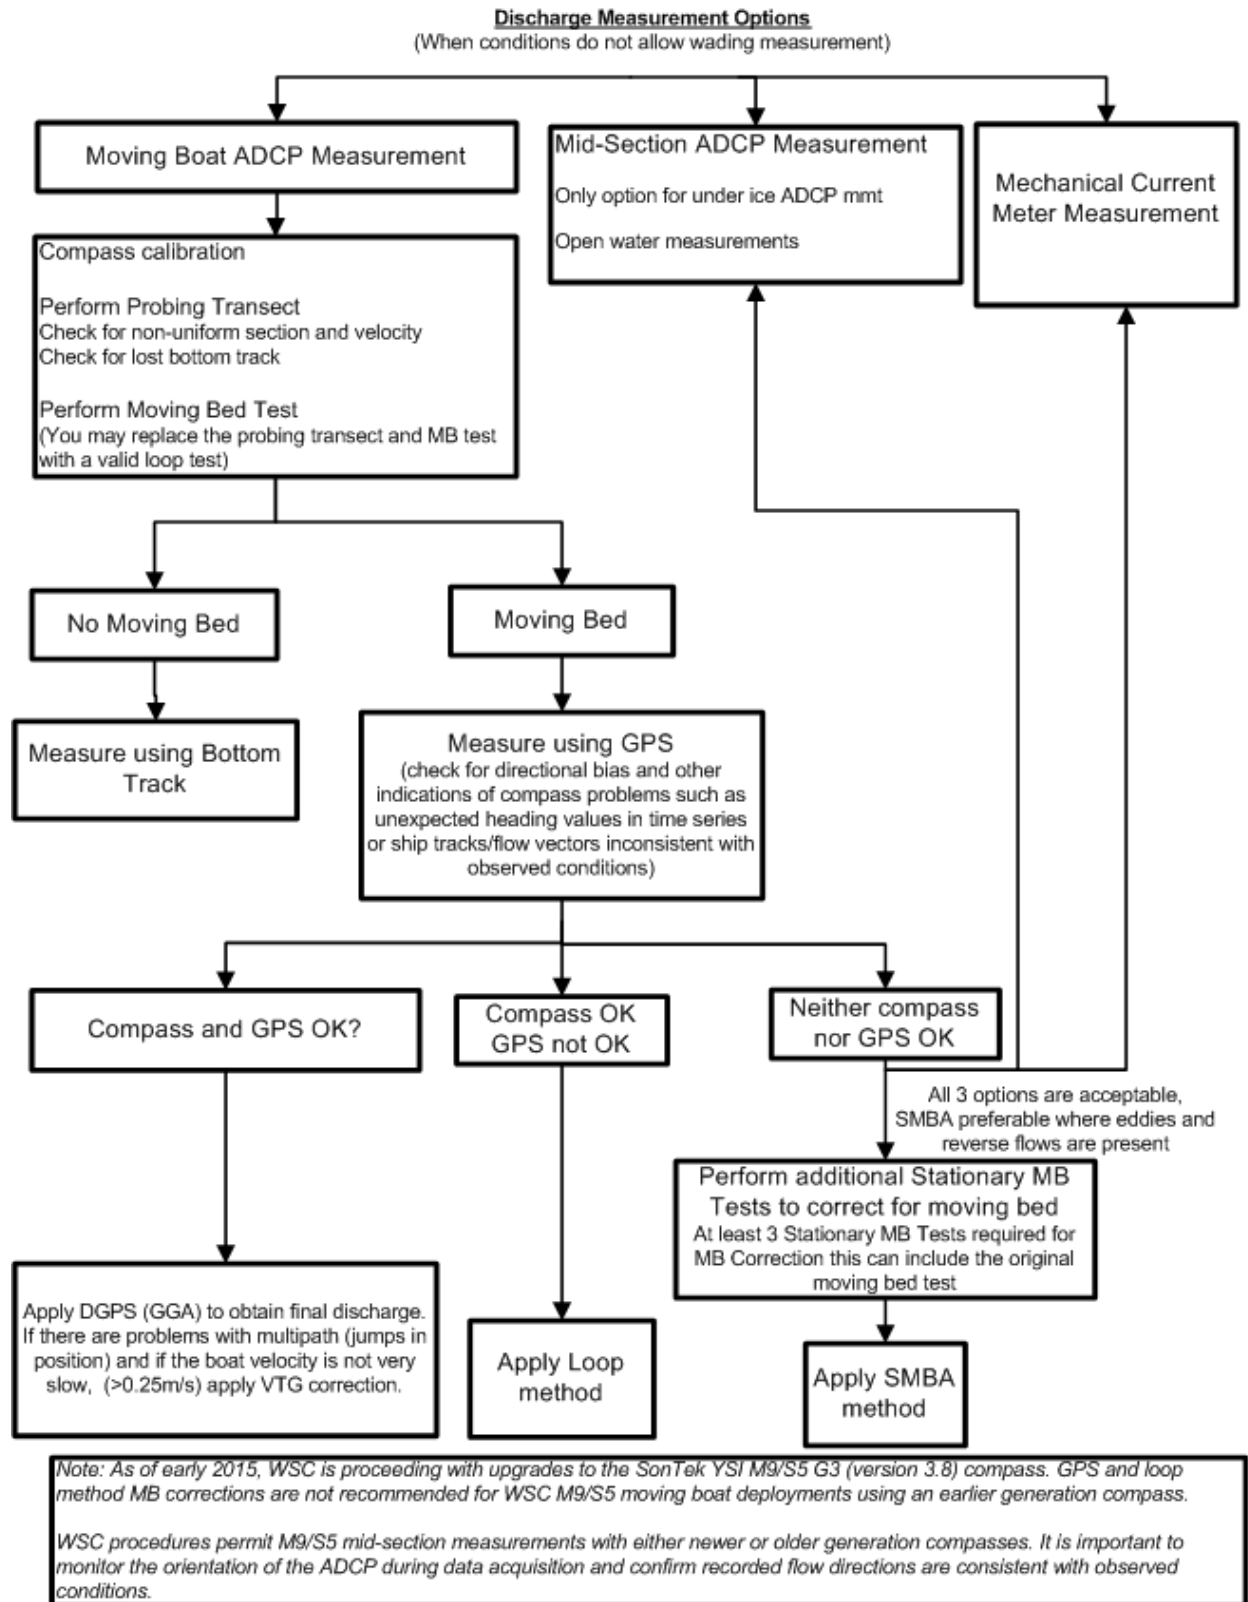 Discharge Measurement Options
(When conditions do not allow wading measurement)
Moving Boat ADCP Measurement
Mid-Section ADCP Measurement
Only option for under ice ADCP mmt
Open water measurements
Mechanical Current
Meter Measurement
Compass calibration
Perform Probing Transect
Check for non-uniform section and velocity
Check for lost bottom track
Perform Moving Bed Test
(You may replace the probing transect and MB test
with a valid loop test)
No Moving Bed
Moving Bed
Measure using Bottom
Track
Measure using GPS
(check for directional bias and other
indications of compass problems such as
unexpected heading values in time series
or ship tracks/flow vectors inconsistent with
observed conditions)
Compass and GPS OK?
Compass OK
GPS not OK
Neither compass
nor GPS OK
All 3 options are acceptable,
SMBA preferable where eddies and
reverse flows are present
Perform additional Stationary MB
Tests to correct for moving bed
At least 3 Stationary MB Tests required for
MB Correction this can include the original
moving bed test
Apply DGPS (GGA) to obtain final discharge.
If there are problems with multipath (jumps in
position) and if the boat velocity is not very
slow, (>0.25m/s) apply VTG correction.
Apply Loop
method
Apply SMBA
method
Note: As of early 2015, WSC is proceeding with upgrades to the SonTek YSI M9/S5 G3 (version 3.8) compass. GPS and loop
method MB corrections are not recommended for WSC M9/S5 moving boat deployments using an earlier generation compass.
WSC procedures permit M9/S5 mid-section measurements with either newer or older generation compasses. It is important to
monitor the orientation of the ADCP during data acquisition and confirm recorded flow directions are consistent with observed
conditions.